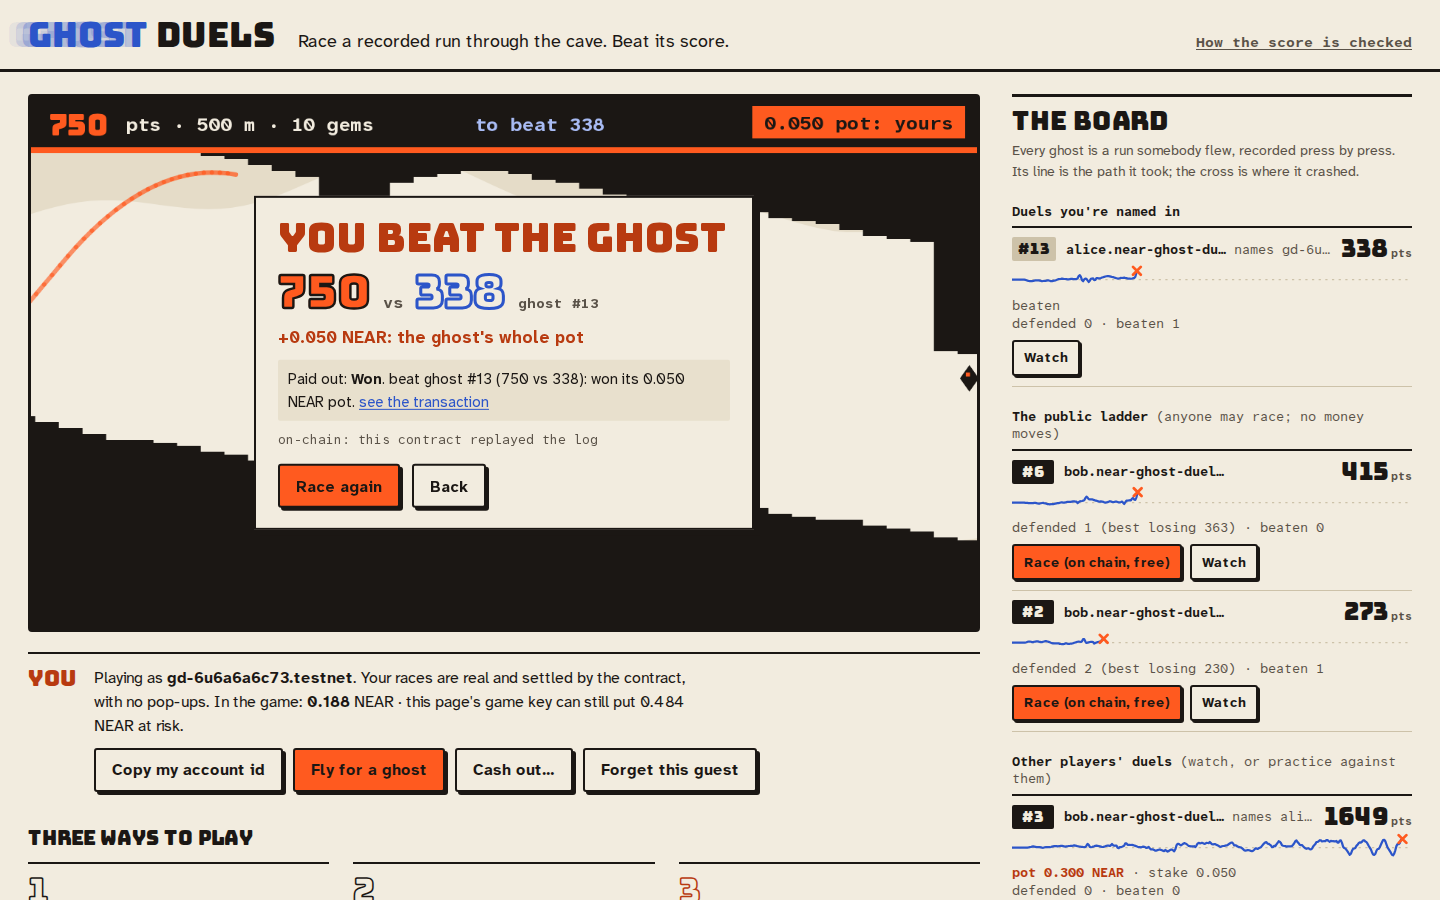 GHOST DUELS
Race a recorded run through the cave. Beat its score.
How the score is checked
750 pts · 500 m · 10 gems
to beat 338
0.050 pot: yours
YOU BEAT THE GHOST
750 vs 338 ghost #13
+0.050 NEAR: the ghost's whole pot
Paid out: Won. beat ghost #13 (750 vs 338): won its 0.050
NEAR pot. see the transaction
on-chain: this contract replayed the log
Race again
Back
YOU
Playing as gd-6u6a6a6c73.testnet. Your races are real and settled by the contract,
with no pop-ups. In the game: 0.188 NEAR · this page's game key can still put 0.484
NEAR at risk.
Copy my account id
Fly for a ghost
Cash out...
Forget this guest
THREE WAYS TO PLAY
1
2
3
THE BOARD
Every ghost is a run somebody flew, recorded press by press.
Its line is the path it took; the cross is where it crashed.
Duels you're named in
#13 alice.near-ghost-du… names gd-6u… 338 pts
beaten
defended 0 · beaten 1
Watch
The public ladder (anyone may race; no money
moves)
#6 bob.near-ghost-duel… 415 pts
defended 1 (best losing 363) · beaten 0
Race (on chain, free)
Watch
#2 bob.near-ghost-duel… 273 pts
defended 2 (best losing 230) · beaten 1
Race (on chain, free)
Watch
Other players' duels (watch, or practice against
them)
#3 bob.near-ghost-duel… names ali… 1649 pts
pot 0.300 NEAR · stake 0.050
defended 0 · beaten 0